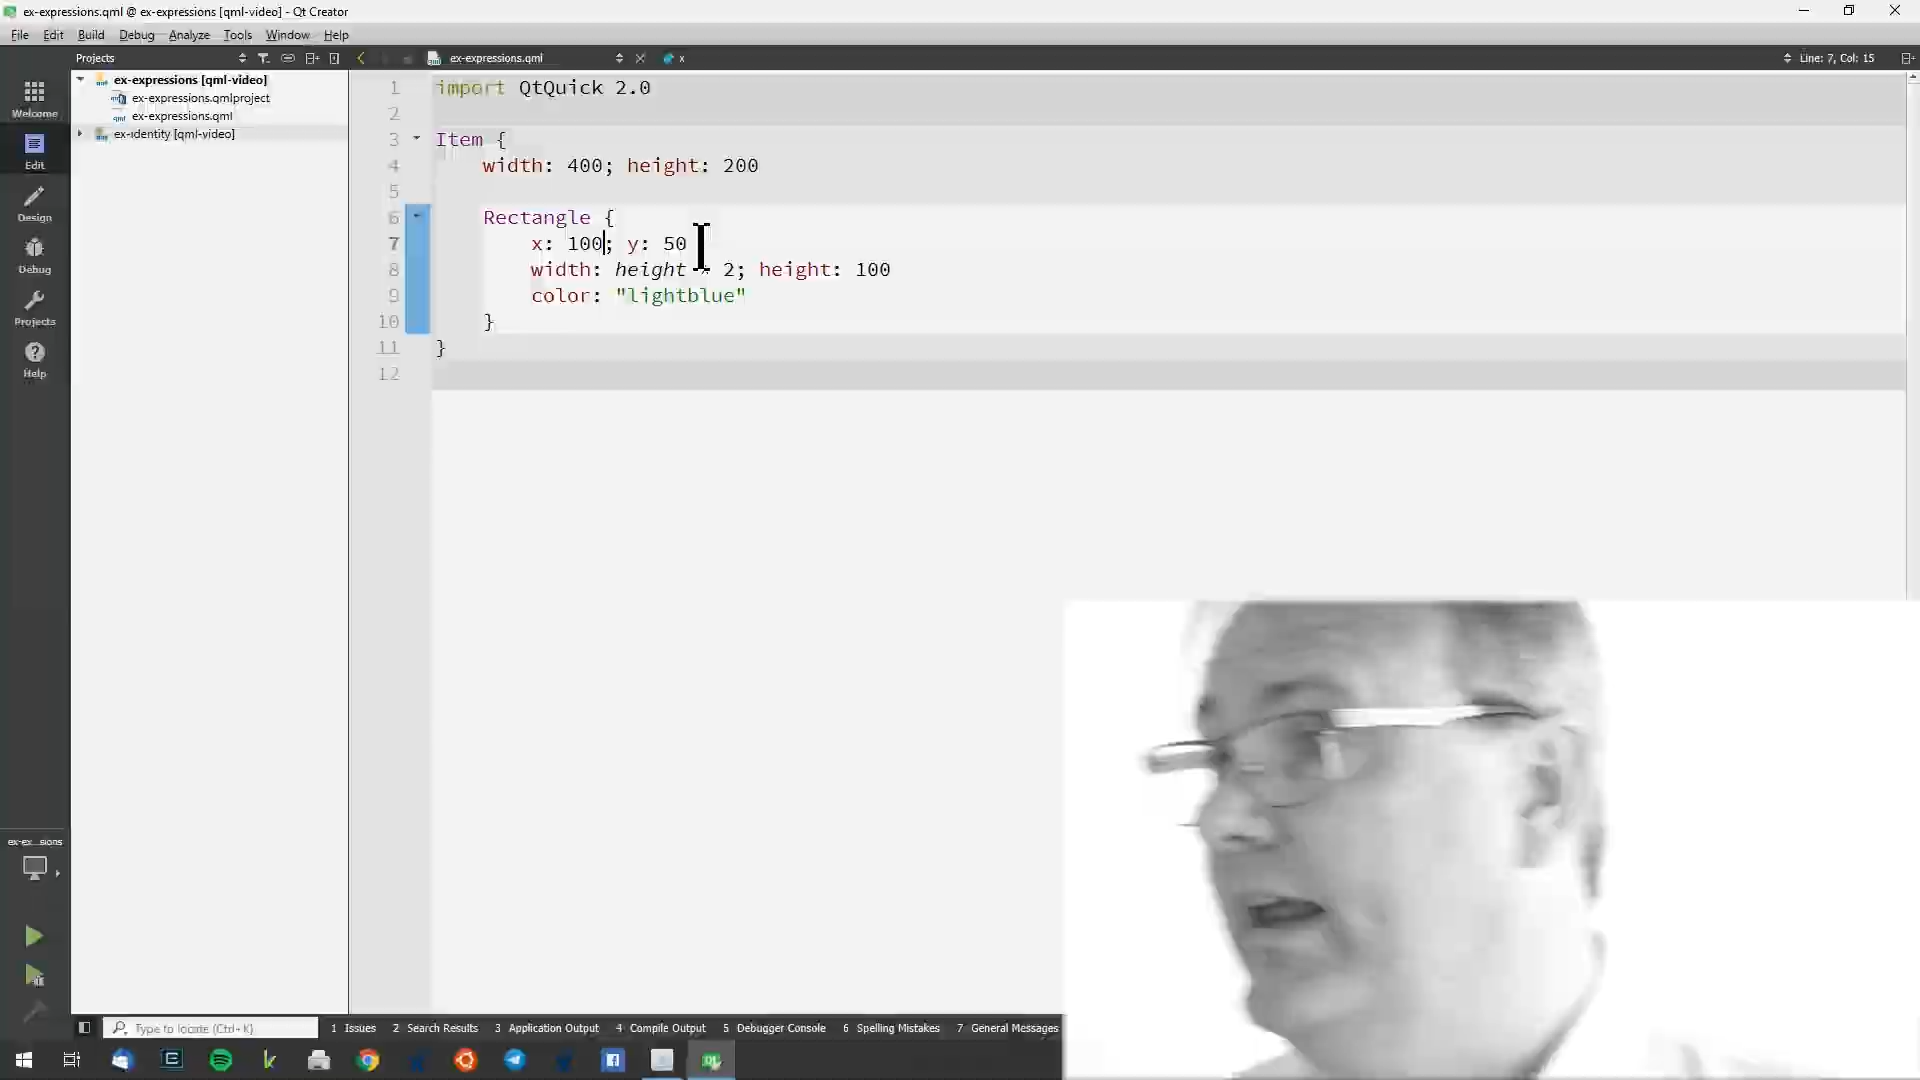 ex-expressions.qml @ ex-expressions [qml-video] - Qt Creator
File Edit Build Debug Analyze Tools Window Help
Projects
ex-expressions.qml
x
Line: 7, Col: 15
Welcome
Edit
Design
Debug
Projects
Help
ex-expressions [qml-video]
ex-expressions.qmlproject
ex-expressions.qml
ex-identity [qml-video]
1 import QtQuick 2.0
2
3 Item {
4 width: 400; height: 200
5
6 Rectangle {
7 x: 100; y: 50
8 width: height * 2; height: 100
9 color: "lightblue"
10 }
11 }
12
ex-ex...sions
Type to locate (Ctrl+K)
1 Issues 2 Search Results 3 Application Output 4 Compile Output 5 Debugger Console 6 Spelling Mistakes 7 General Messages